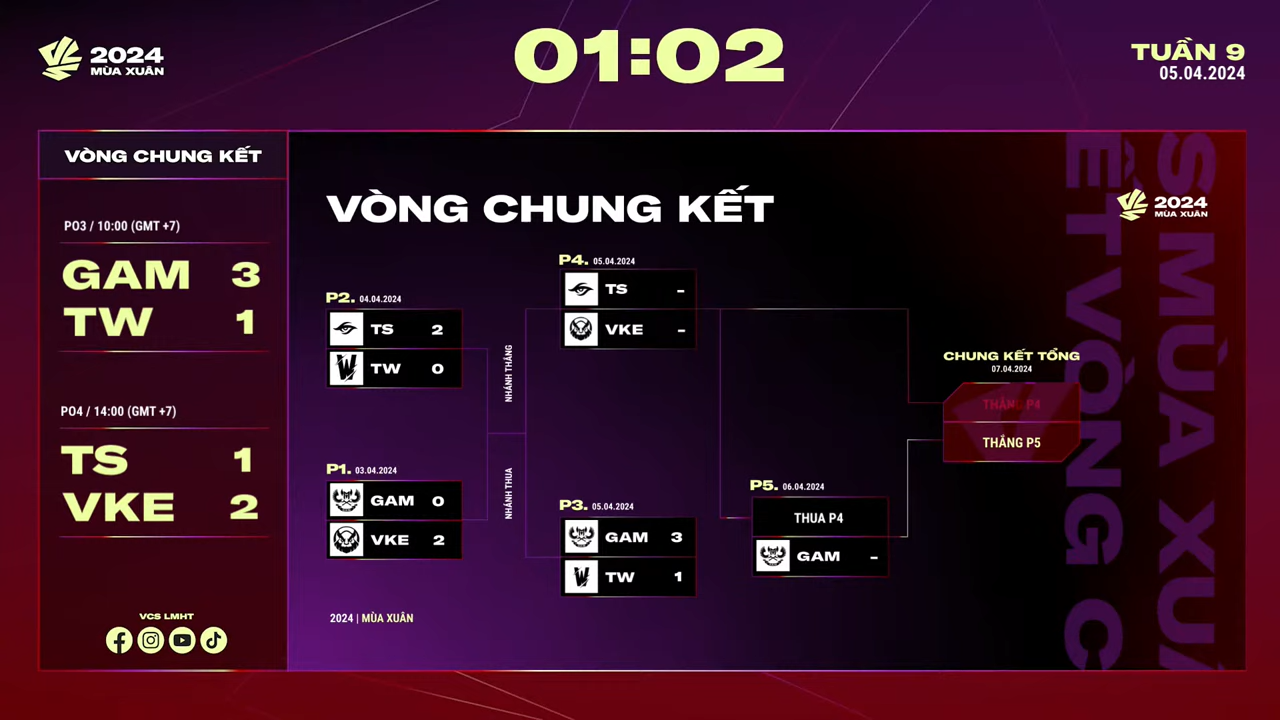 2024
MÙA XUÂN
01:02
TUẦN 9
05.04.2024
VÒNG CHUNG KẾT
PO3 / 10:00 (GMT +7)
GAM 3
TW 1
PO4 / 14:00 (GMT +7)
TS 1
VKE 2
VCS LMHT
VÒNG CHUNG KẾT
2024
MÙA XUÂN
P2. 04.04.2024
TS 2
TW 0
P1. 03.04.2024
GAM 0
VKE 2
NHÁNH THẮNG
NHÁNH THUA
P4. 05.04.2024
TS -
VKE -
P3. 05.04.2024
GAM 3
TW 1
P5. 06.04.2024
THUA P4
GAM -
CHUNG KẾT TỔNG
07.04.2024
THẮNG P4
THẮNG P5
2024 | MÙA XUÂN
S MÙA XU
ẾT VÒNG C